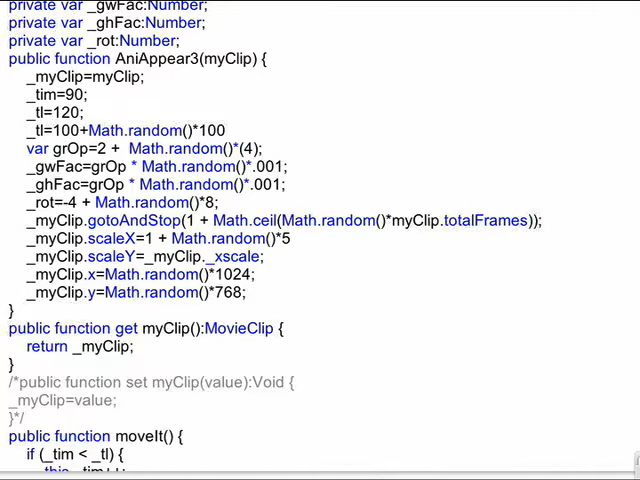 private var _gwFac:Number;
private var _ghFac:Number;
private var _rot:Number;
public function AniAppear3(myClip) {
_myClip=myClip;
_tim=90;
_tl=120;
_tl=100+Math.random()*100
var grOp=2 +  Math.random()*(4);
_gwFac=grOp * Math.random()*.001;
_ghFac=grOp * Math.random()*.001;
_rot=-4 + Math.random()*8;
_myClip.gotoAndStop(1 + Math.ceil(Math.random()*myClip.totalFrames));
_myClip.scaleX=1 + Math.random()*5
_myClip.scaleY=_myClip._xscale;
_myClip.x=Math.random()*1024;
_myClip.y=Math.random()*768;
}
public function get myClip():MovieClip {
return _myClip;
}
/*public function set myClip(value):Void {
_myClip=value;
}*/
public function moveIt() {
if (_tim < _tl) {
this._tim++;